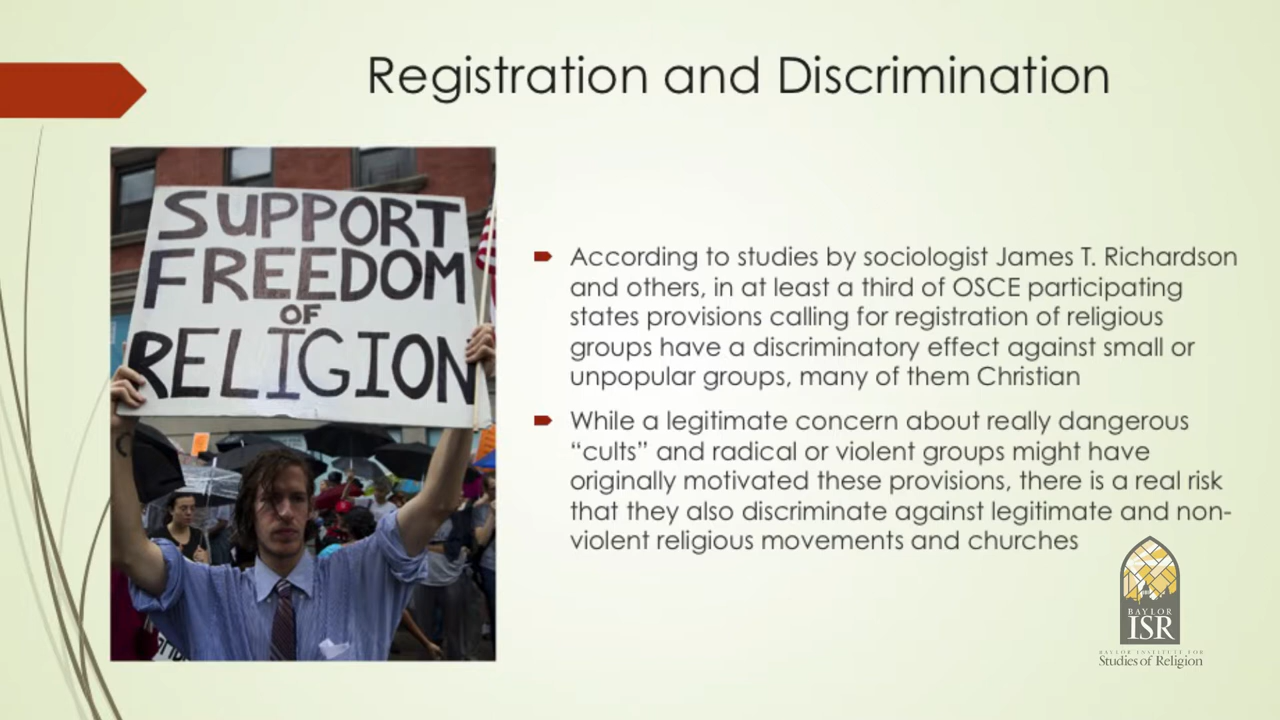 Registration and Discrimination
SUPPORT
FREEDOM
OF
RELIGION
According to studies by sociologist James T. Richardson
and others, in at least a third of OSCE participating
states provisions calling for registration of religious
groups have a discriminatory effect against small or
unpopular groups, many of them Christian
While a legitimate concern about really dangerous
“cults” and radical or violent groups might have
originally motivated these provisions, there is a real risk
that they also discriminate against legitimate and non-
violent religious movements and churches
BAYLOR
ISR
BAYLOR INSTITUTE FOR
Studies of Religion